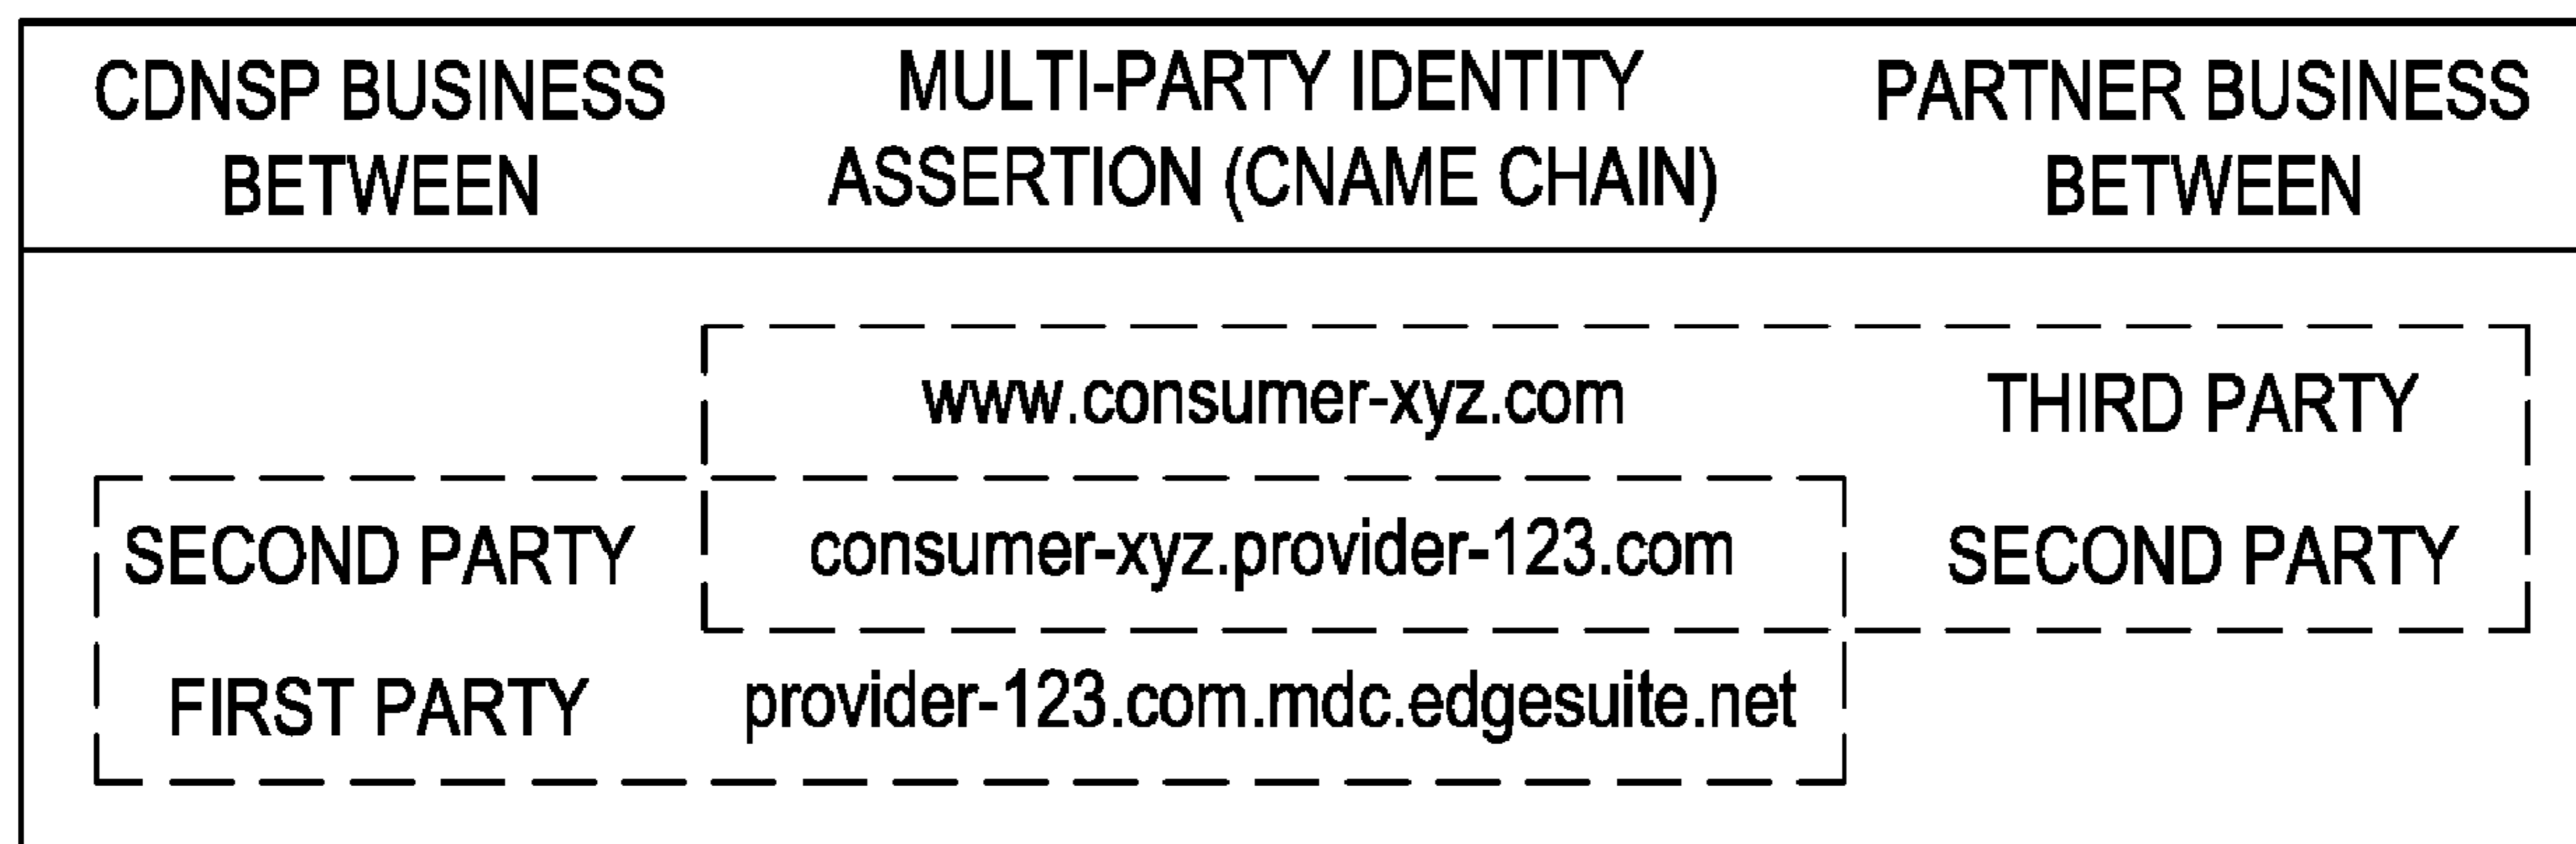 CDNSP BUSINESS
BETWEEN
MULTI-PARTY IDENTITY
ASSERTION (CNAME CHAIN)
PARTNER BUSINESS
BETWEEN
www.consumer-xyz.com
THIRD PARTY
SECOND PARTY
consumer-xyz.provider-123.com
SECOND PARTY
FIRST PARTY
provider-123.com.mdc.edgesuite.net